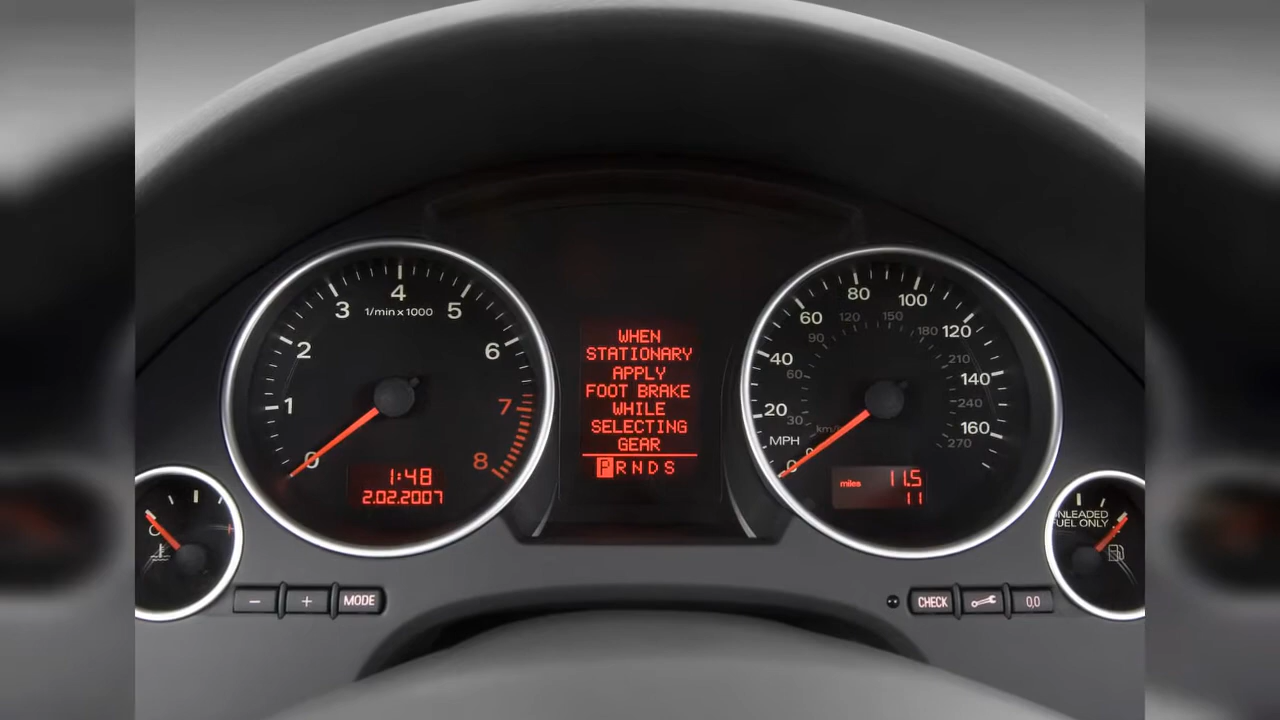 4
3
1/min x 1000
5
2
6
1
7
0
8
1:48
2.02.2007
WHEN
STATIONARY
APPLY
FOOT BRAKE
WHILE
SELECTING
GEAR
PRNDS
80
100
60
120
150
120
90
180
40
210
60
140
20
240
30
160
km/h
MPH
270
0
0
miles 11.5
11
C
UNLEADED
FUEL ONLY
− + MODE
CHECK 0,0